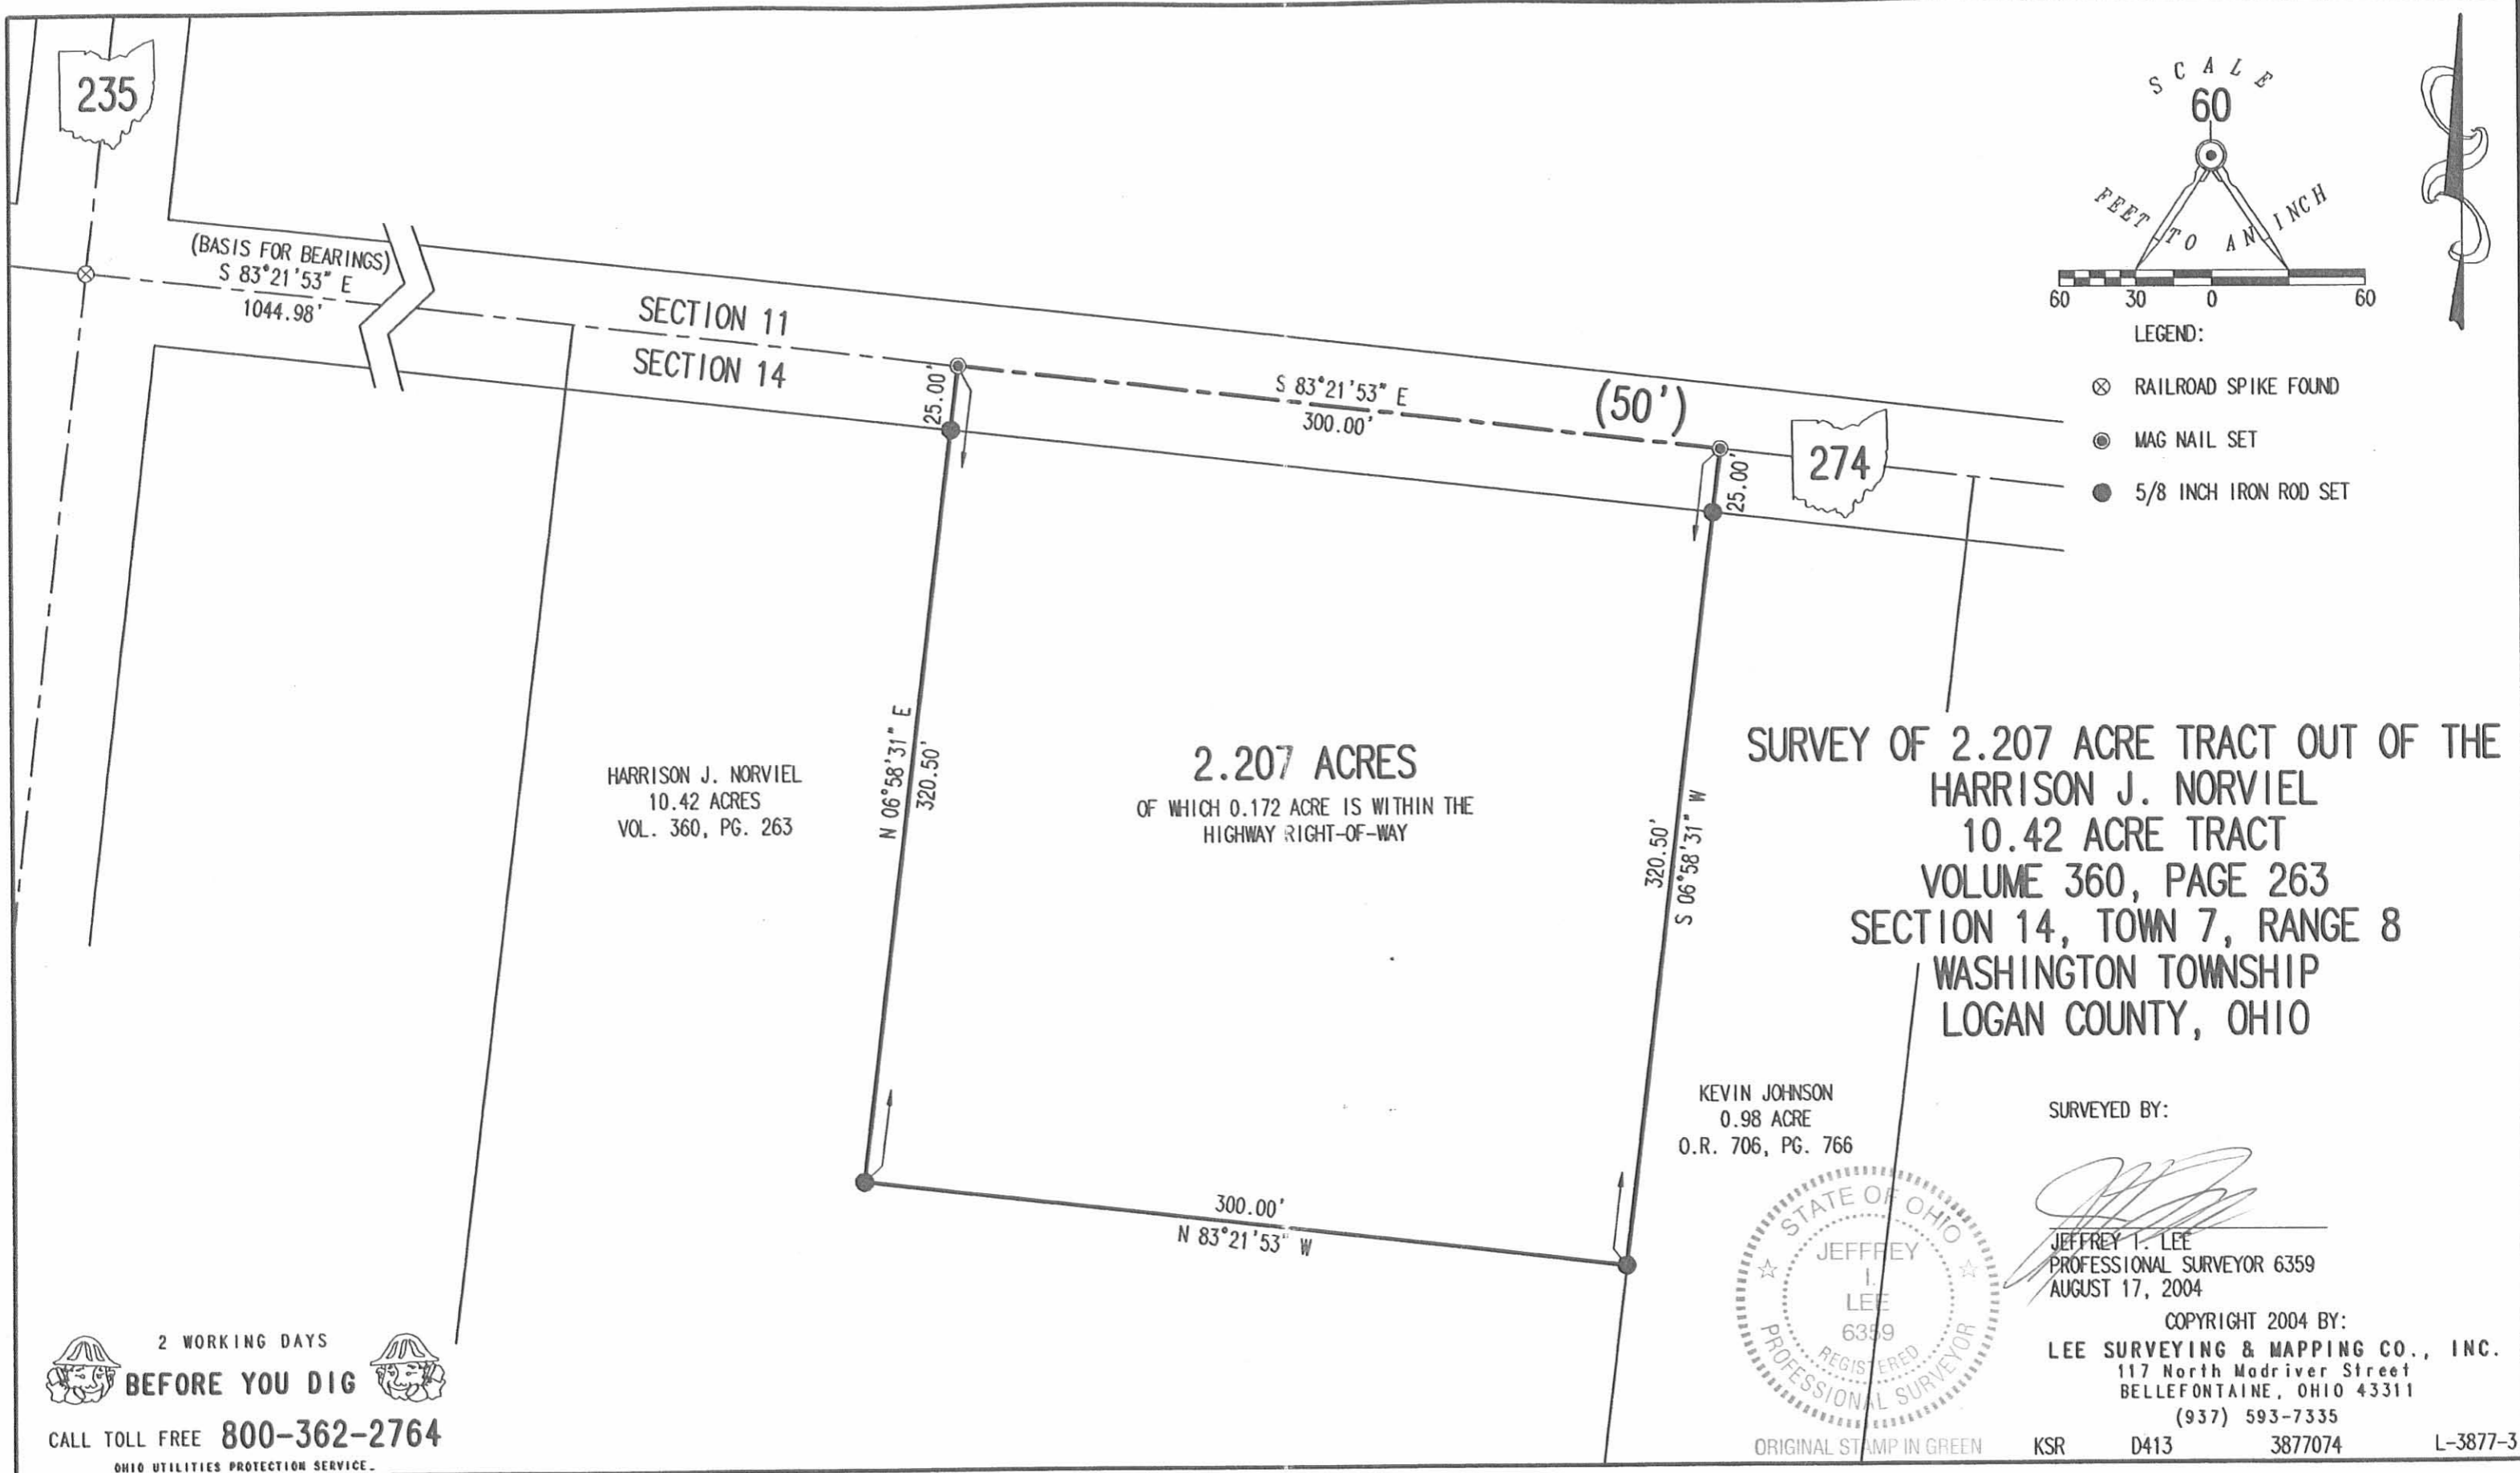 235
(BASIS FOR BEARINGS)
S 83°21'53" E
1044.98'
SECTION 11
SECTION 14
25.00'
S 83°21'53" E
300.00'
(50')
274
25.00'
SCALE
60
FEET TO AN INCH
60 30 0 60
LEGEND:
RAILROAD SPIKE FOUND
MAG NAIL SET
5/8 INCH IRON ROD SET
HARRISON J. NORVIEL
10.42 ACRES
VOL. 360, PG. 263
N 06°58'31" E
320.50'
2.207 ACRES
OF WHICH 0.172 ACRE IS WITHIN THE
HIGHWAY RIGHT-OF-WAY
320.50'
S 06°58'31" W
300.00'
N 83°21'53" W
SURVEY OF 2.207 ACRE TRACT OUT OF THE
HARRISON J. NORVIEL
10.42 ACRE TRACT
VOLUME 360, PAGE 263
SECTION 14, TOWN 7, RANGE 8
WASHINGTON TOWNSHIP
LOGAN COUNTY, OHIO
KEVIN JOHNSON
0.98 ACRE
O.R. 706, PG. 766
STATE OF OHIO
JEFFREY
I.
LEE
6359
REGISTERED
PROFESSIONAL SURVEYOR
ORIGINAL STAMP IN GREEN
SURVEYED BY:
JEFFREY I. LEE
PROFESSIONAL SURVEYOR 6359
AUGUST 17, 2004
COPYRIGHT 2004 BY:
LEE SURVEYING & MAPPING CO., INC.
117 North Madriver Street
BELLEFONTAINE, OHIO 43311
(937) 593-7335
KSR D413 3877074 L-3877-3
2 WORKING DAYS
BEFORE YOU DIG
CALL TOLL FREE 800-362-2764
OHIO UTILITIES PROTECTION SERVICE.